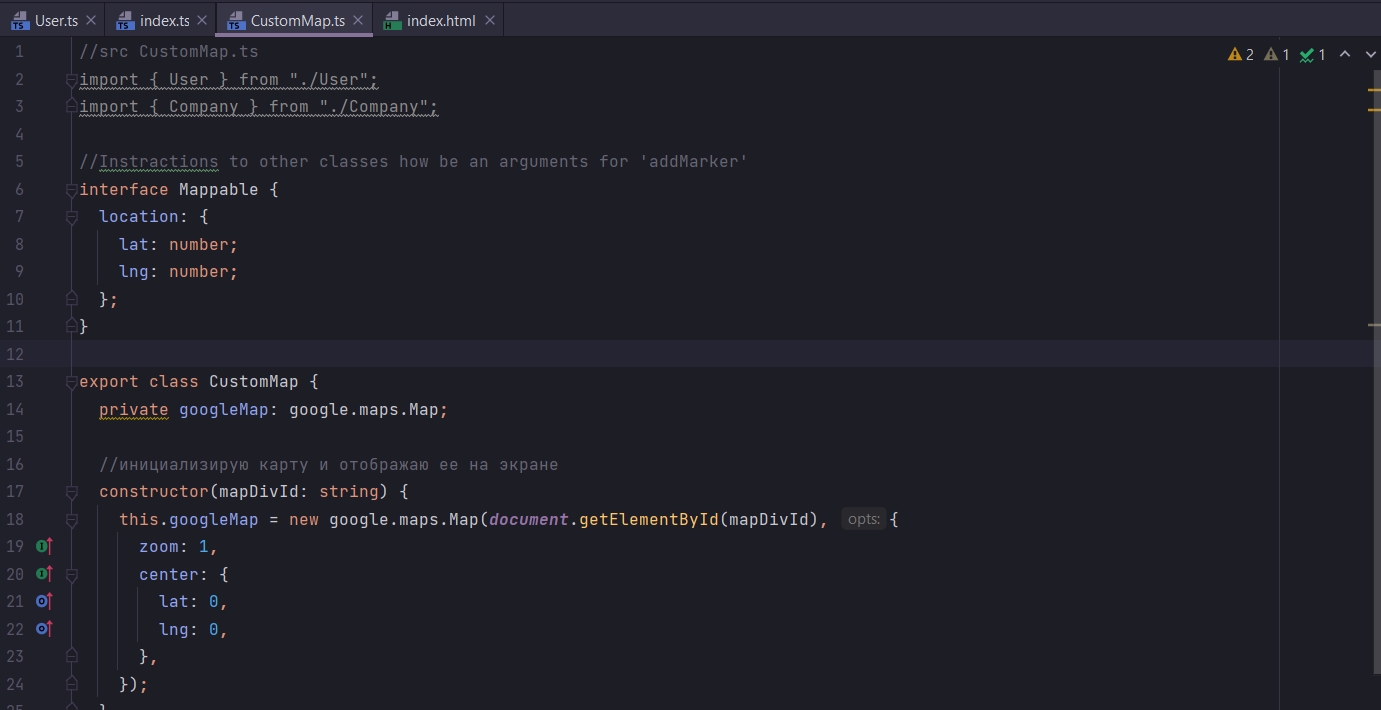 User.ts index.ts CustomMap.ts index.html
1 //src CustomMap.ts
2 import { User } from "./User";
3 import { Company } from "./Company";
4
5 //Instractions to other classes how be an arguments for 'addMarker'
6 interface Mappable {
7 location: {
8 lat: number;
9 lng: number;
10 };
11 }
12
13 export class CustomMap {
14 private googleMap: google.maps.Map;
15
16 //инициализирую карту и отображаю ее на экране
17 constructor(mapDivId: string) {
18 this.googleMap = new google.maps.Map(document.getElementById(mapDivId), opts: {
19 zoom: 1,
20 center: {
21 lat: 0,
22 lng: 0,
23 },
24 });
25 }
2 1 1